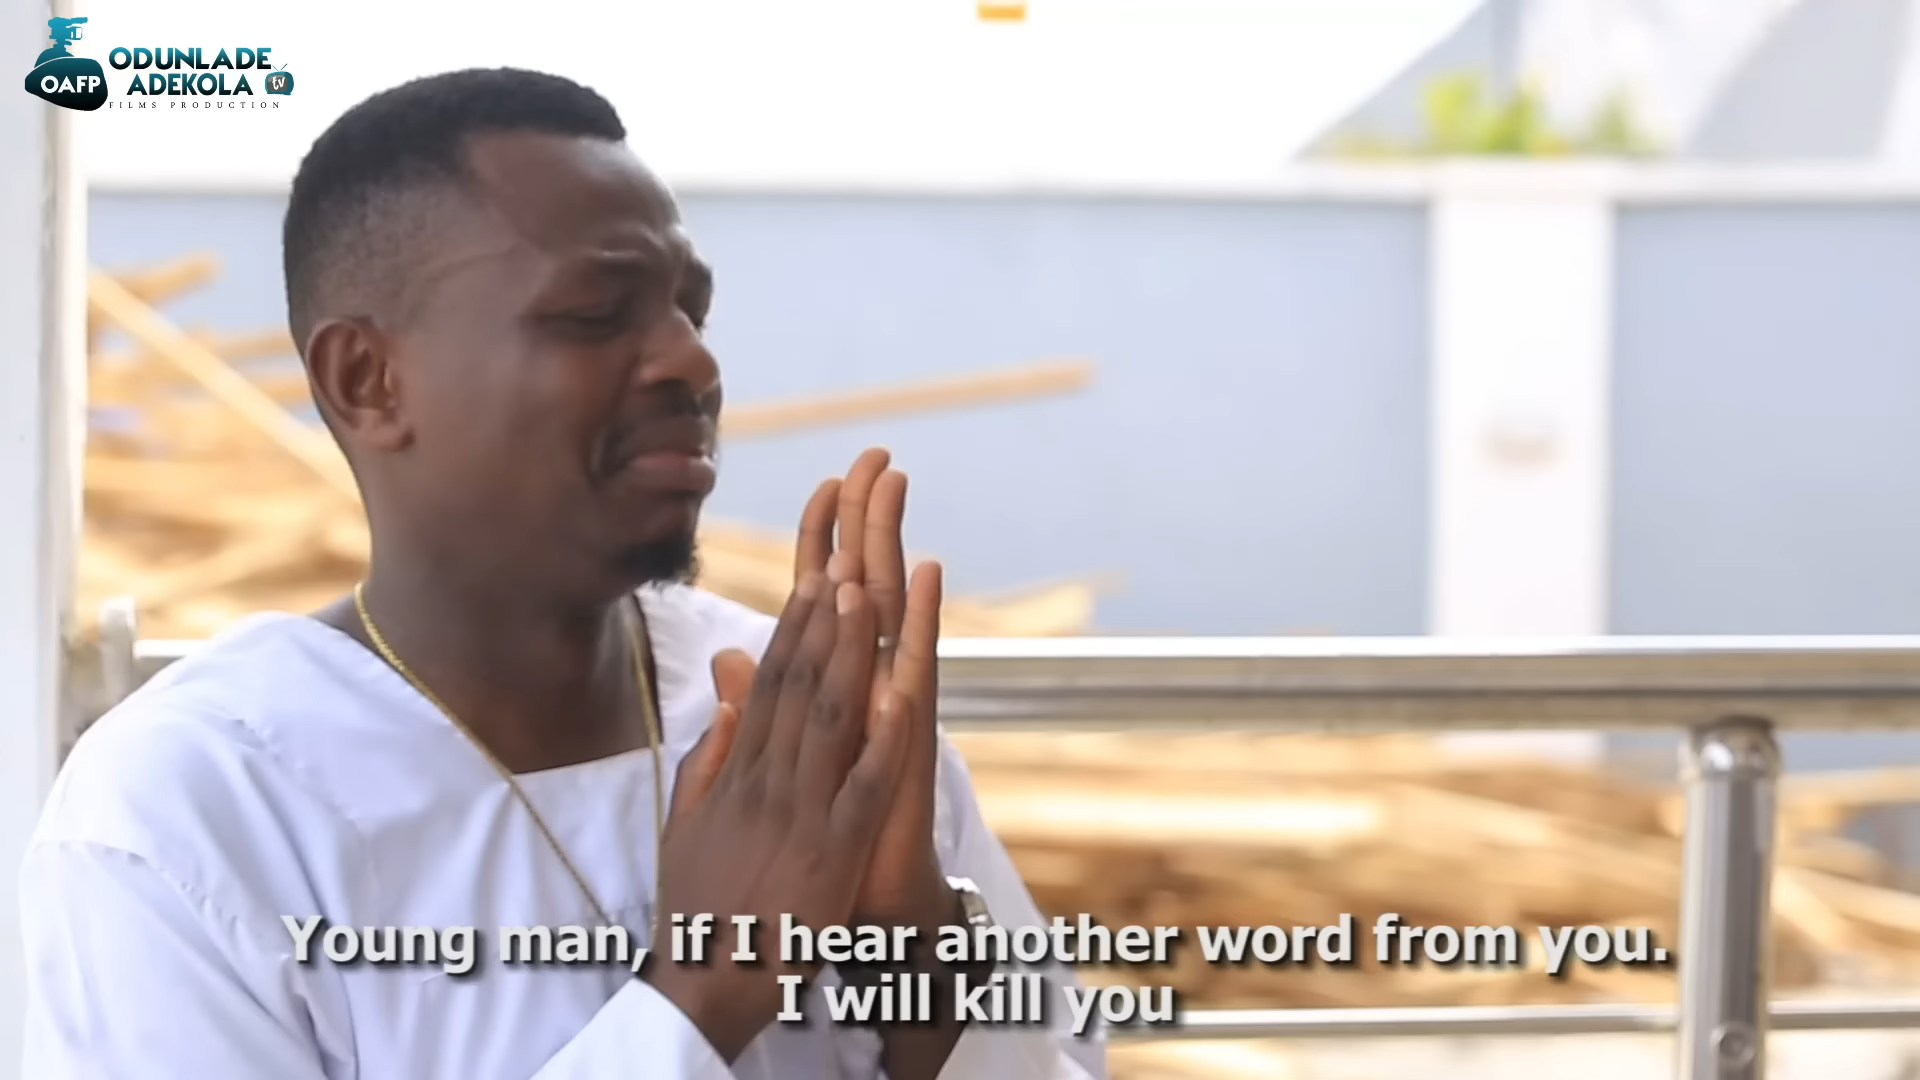 OAFP
ODUNLADE
ADEKOLA tv
FILMS PRODUCTION
Young man, if I hear another word from you.
I will kill you